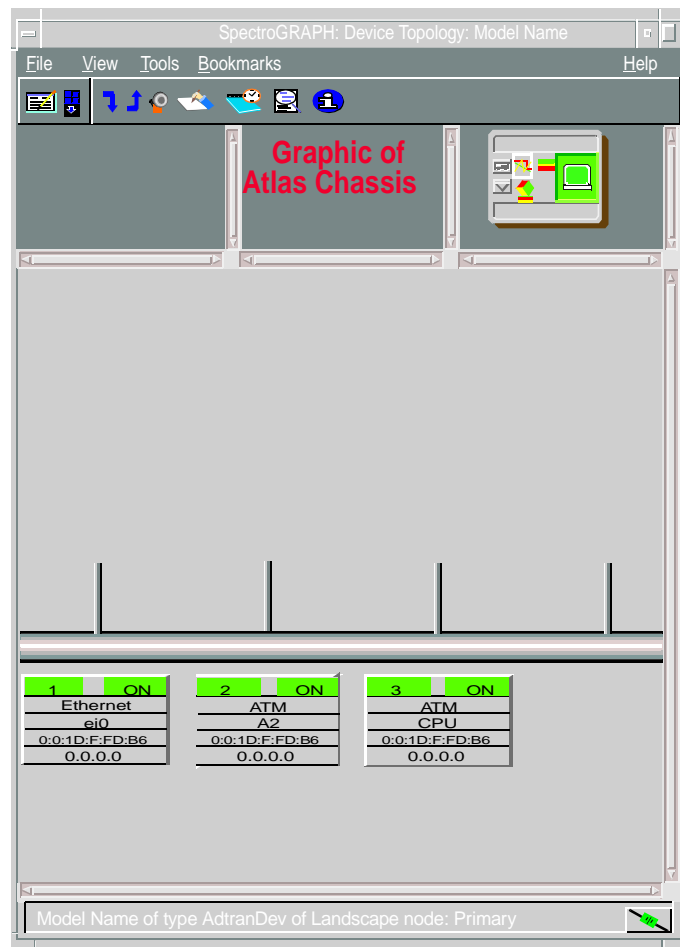 SpectroGRAPH: Device Topology: Model Name
File View Tools Bookmarks Help
Graphic of
Atlas Chassis
1 ON
Ethernet
ei0
0:0:1D:F:FD:B6
0.0.0.0
2 ON
ATM
A2
0:0:1D:F:FD:B6
0.0.0.0
3 ON
ATM
CPU
0:0:1D:F:FD:B6
0.0.0.0
Model Name of type AdtranDev of Landscape node: Primary